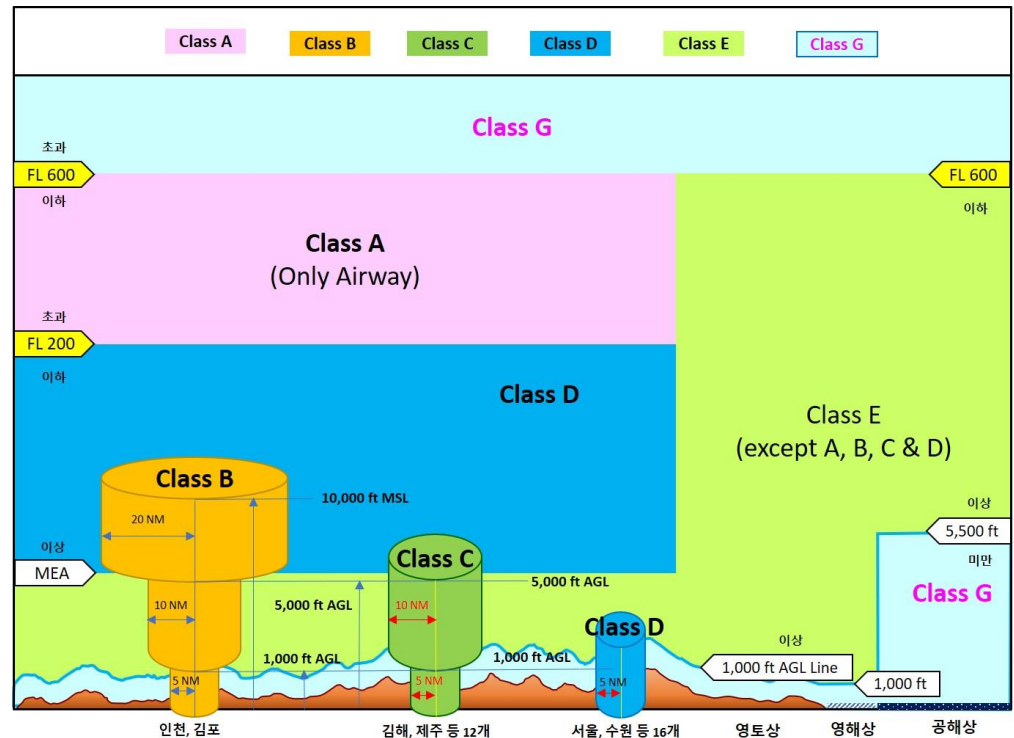 Class A
Class B
Class C
Class D
Class E
Class G
Class G
초과
FL 600
이하
FL 600
이하
Class A
(Only Airway)
초과
FL 200
이하
Class D
Class E
(except A, B, C & D)
Class B
10,000 ft MSL
20 NM
이상
5,500 ft
미만
이상
MEA
Class C
5,000 ft AGL
10 NM
5,000 ft AGL
10 NM
Class G
Class D
이상
1,000 ft AGL
1,000 ft AGL
1,000 ft AGL Line
5 NM
5 NM
5 NM
1,000 ft
인천, 김포
김해, 제주 등 12개
서울, 수원 등 16개
영토상
영해상
공해상